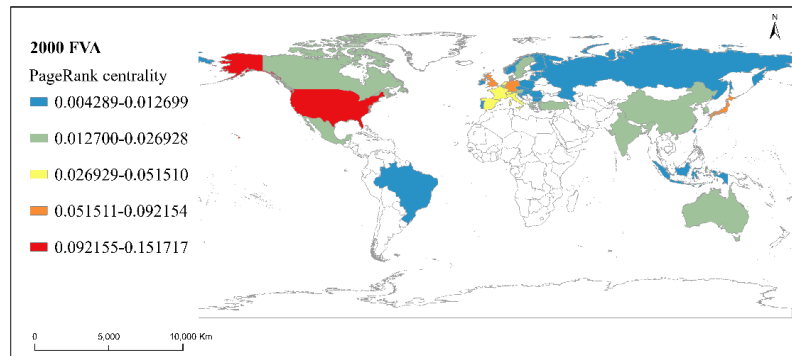 N
2000 FVA
PageRank centrality
0.004289-0.012699
0.012700-0.026928
0.026929-0.051510
0.051511-0.092154
0.092155-0.151717
0 5,000 10,000 Km